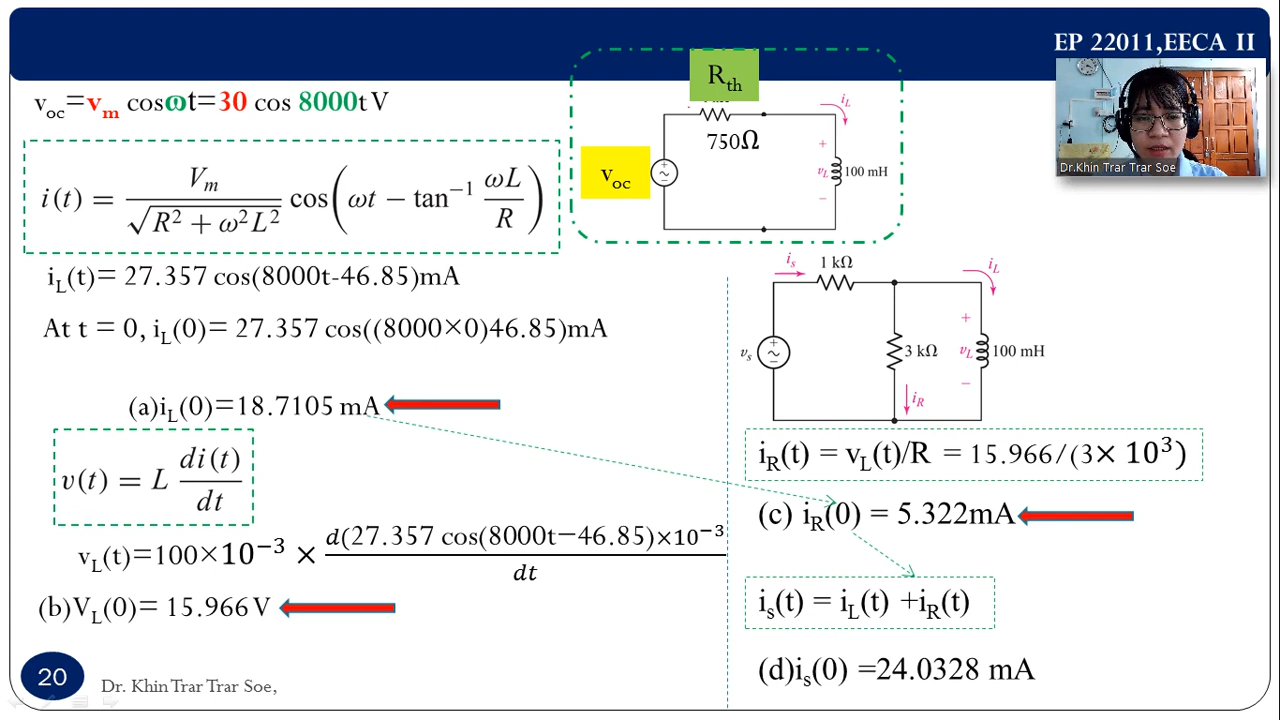 EP 22011,EECA II
Dr.Khin Trar Trar Soe
v_oc=v_m cosωt=30 cos 8000t V
R_th
i_L
750Ω
+
v_oc
v_L
100 mH
−
i(t) = V_m / √(R² + ω²L²) cos(ωt − tan⁻¹ ωL/R)
i_L(t)= 27.357 cos(8000t-46.85)mA
At t = 0, i_L(0)= 27.357 cos((8000×0)46.85)mA
(a)i_L(0)=18.7105 mA
v(t) = L di(t)/dt
v_L(t)=100×10⁻³ × d(27.357 cos(8000t−46.85)×10⁻³ / dt
(b)V_L(0)= 15.966 V
i_s
1 kΩ
i_L
+
v_s
3 kΩ
v_L
100 mH
−
i_R
i_R(t) = v_L(t)/R = 15.966/(3× 10³)
(c) i_R(0) = 5.322mA
i_s(t) = i_L(t) +i_R(t)
(d)i_s(0) =24.0328 mA
20
Dr. Khin Trar Trar Soe,